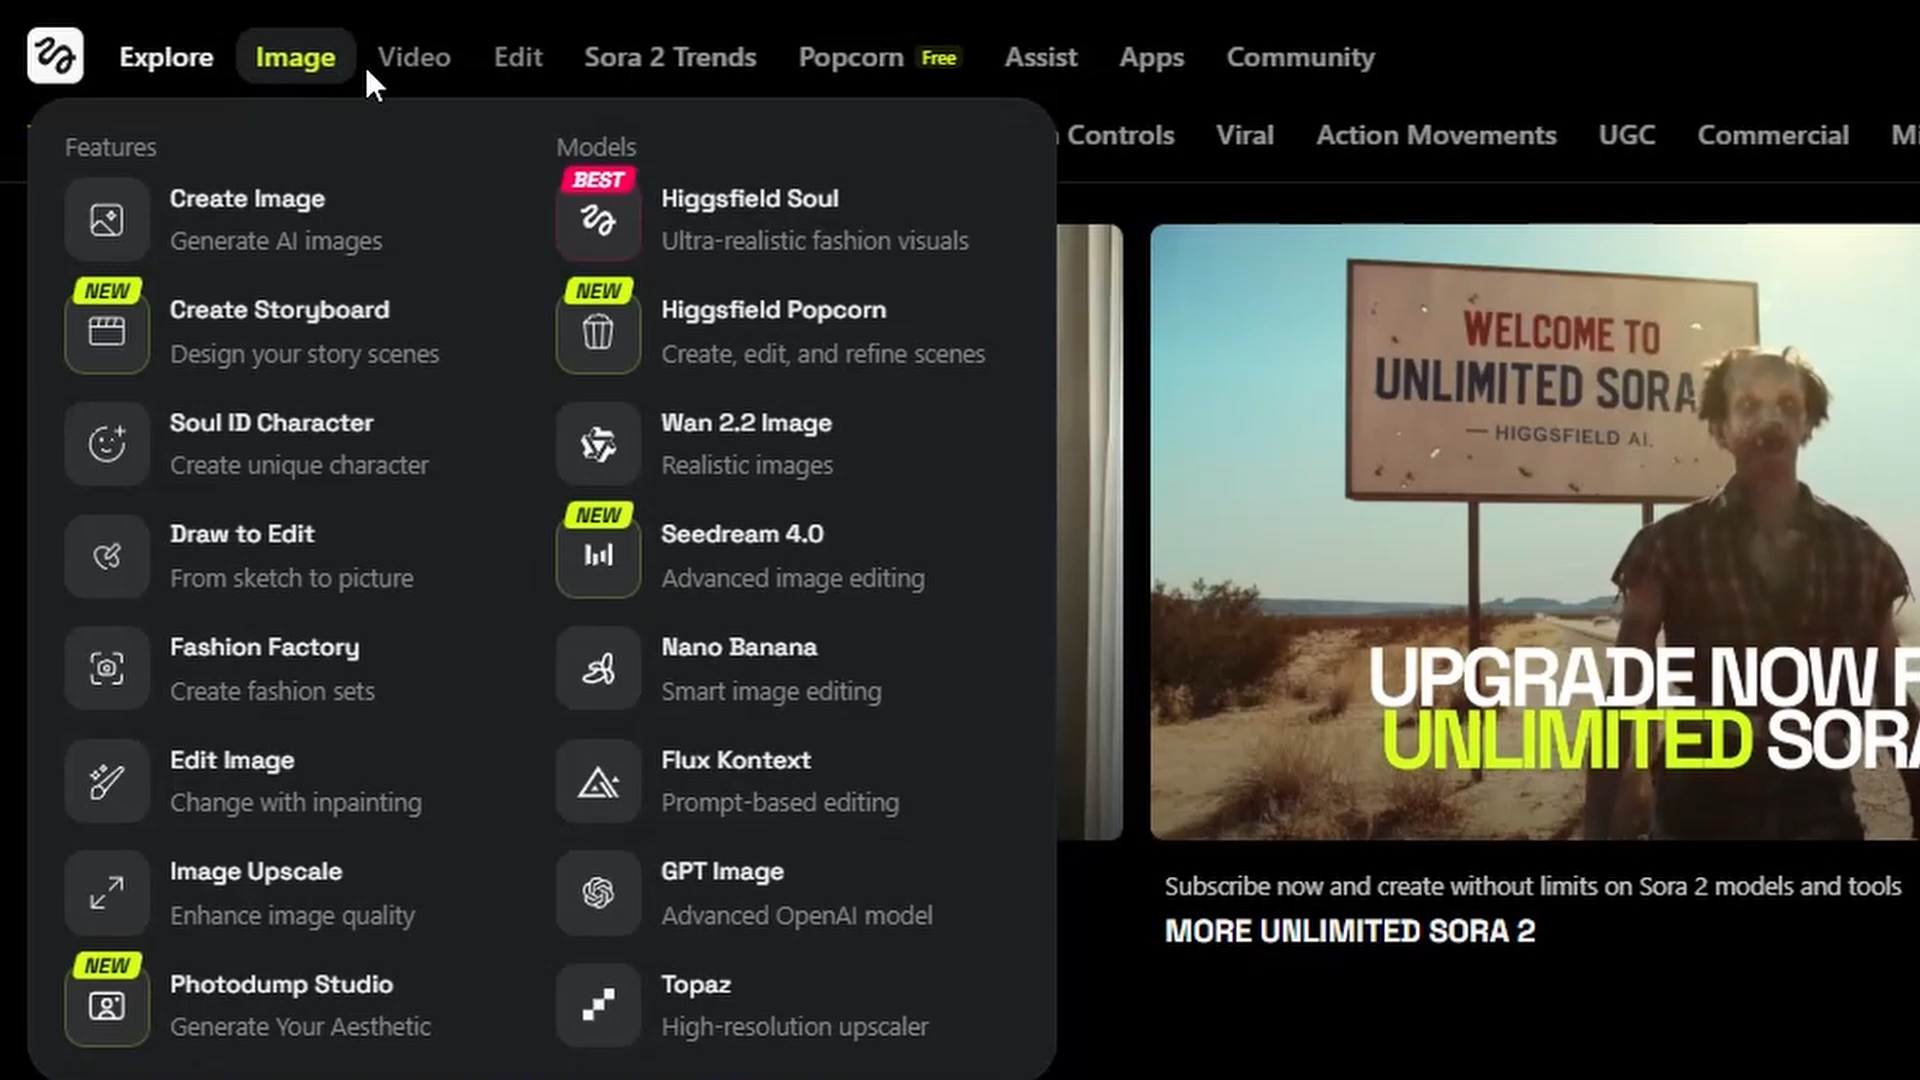 Explore Image Video Edit Sora 2 Trends Popcorn Free Assist Apps Community
Controls Viral Action Movements UGC Commercial
Features
Create Image
Generate AI images
NEW
Create Storyboard
Design your story scenes
Soul ID Character
Create unique character
Draw to Edit
From sketch to picture
Fashion Factory
Create fashion sets
Edit Image
Change with inpainting
Image Upscale
Enhance image quality
NEW
Photodump Studio
Generate Your Aesthetic
Models
BEST
Higgsfield Soul
Ultra-realistic fashion visuals
NEW
Higgsfield Popcorn
Create, edit, and refine scenes
Wan 2.2 Image
Realistic images
NEW
Seedream 4.0
Advanced image editing
Nano Banana
Smart image editing
Flux Kontext
Prompt-based editing
GPT Image
Advanced OpenAI model
Topaz
High-resolution upscaler
WELCOME TO
UNLIMITED SORA
— HIGGSFIELD AI.
UPGRADE NOW
UNLIMITED SORA
Subscribe now and create without limits on Sora 2 models and tools
MORE UNLIMITED SORA 2